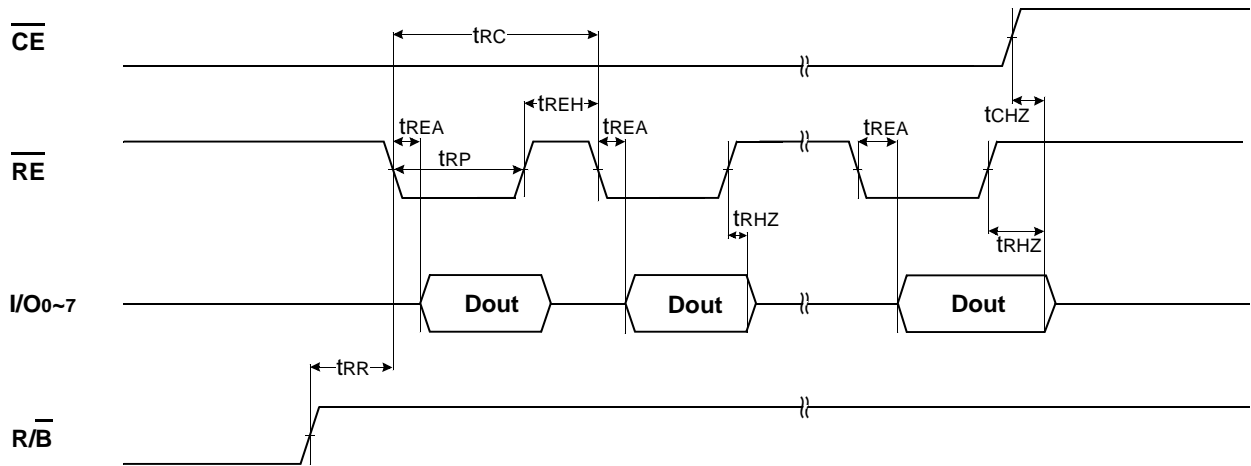 CE
tRC
tREH
tCHZ
tREA
tREA
tREA
tRP
RE
tRHZ
tRHZ
I/O0~7
Dout
Dout
Dout
tRR
R/B